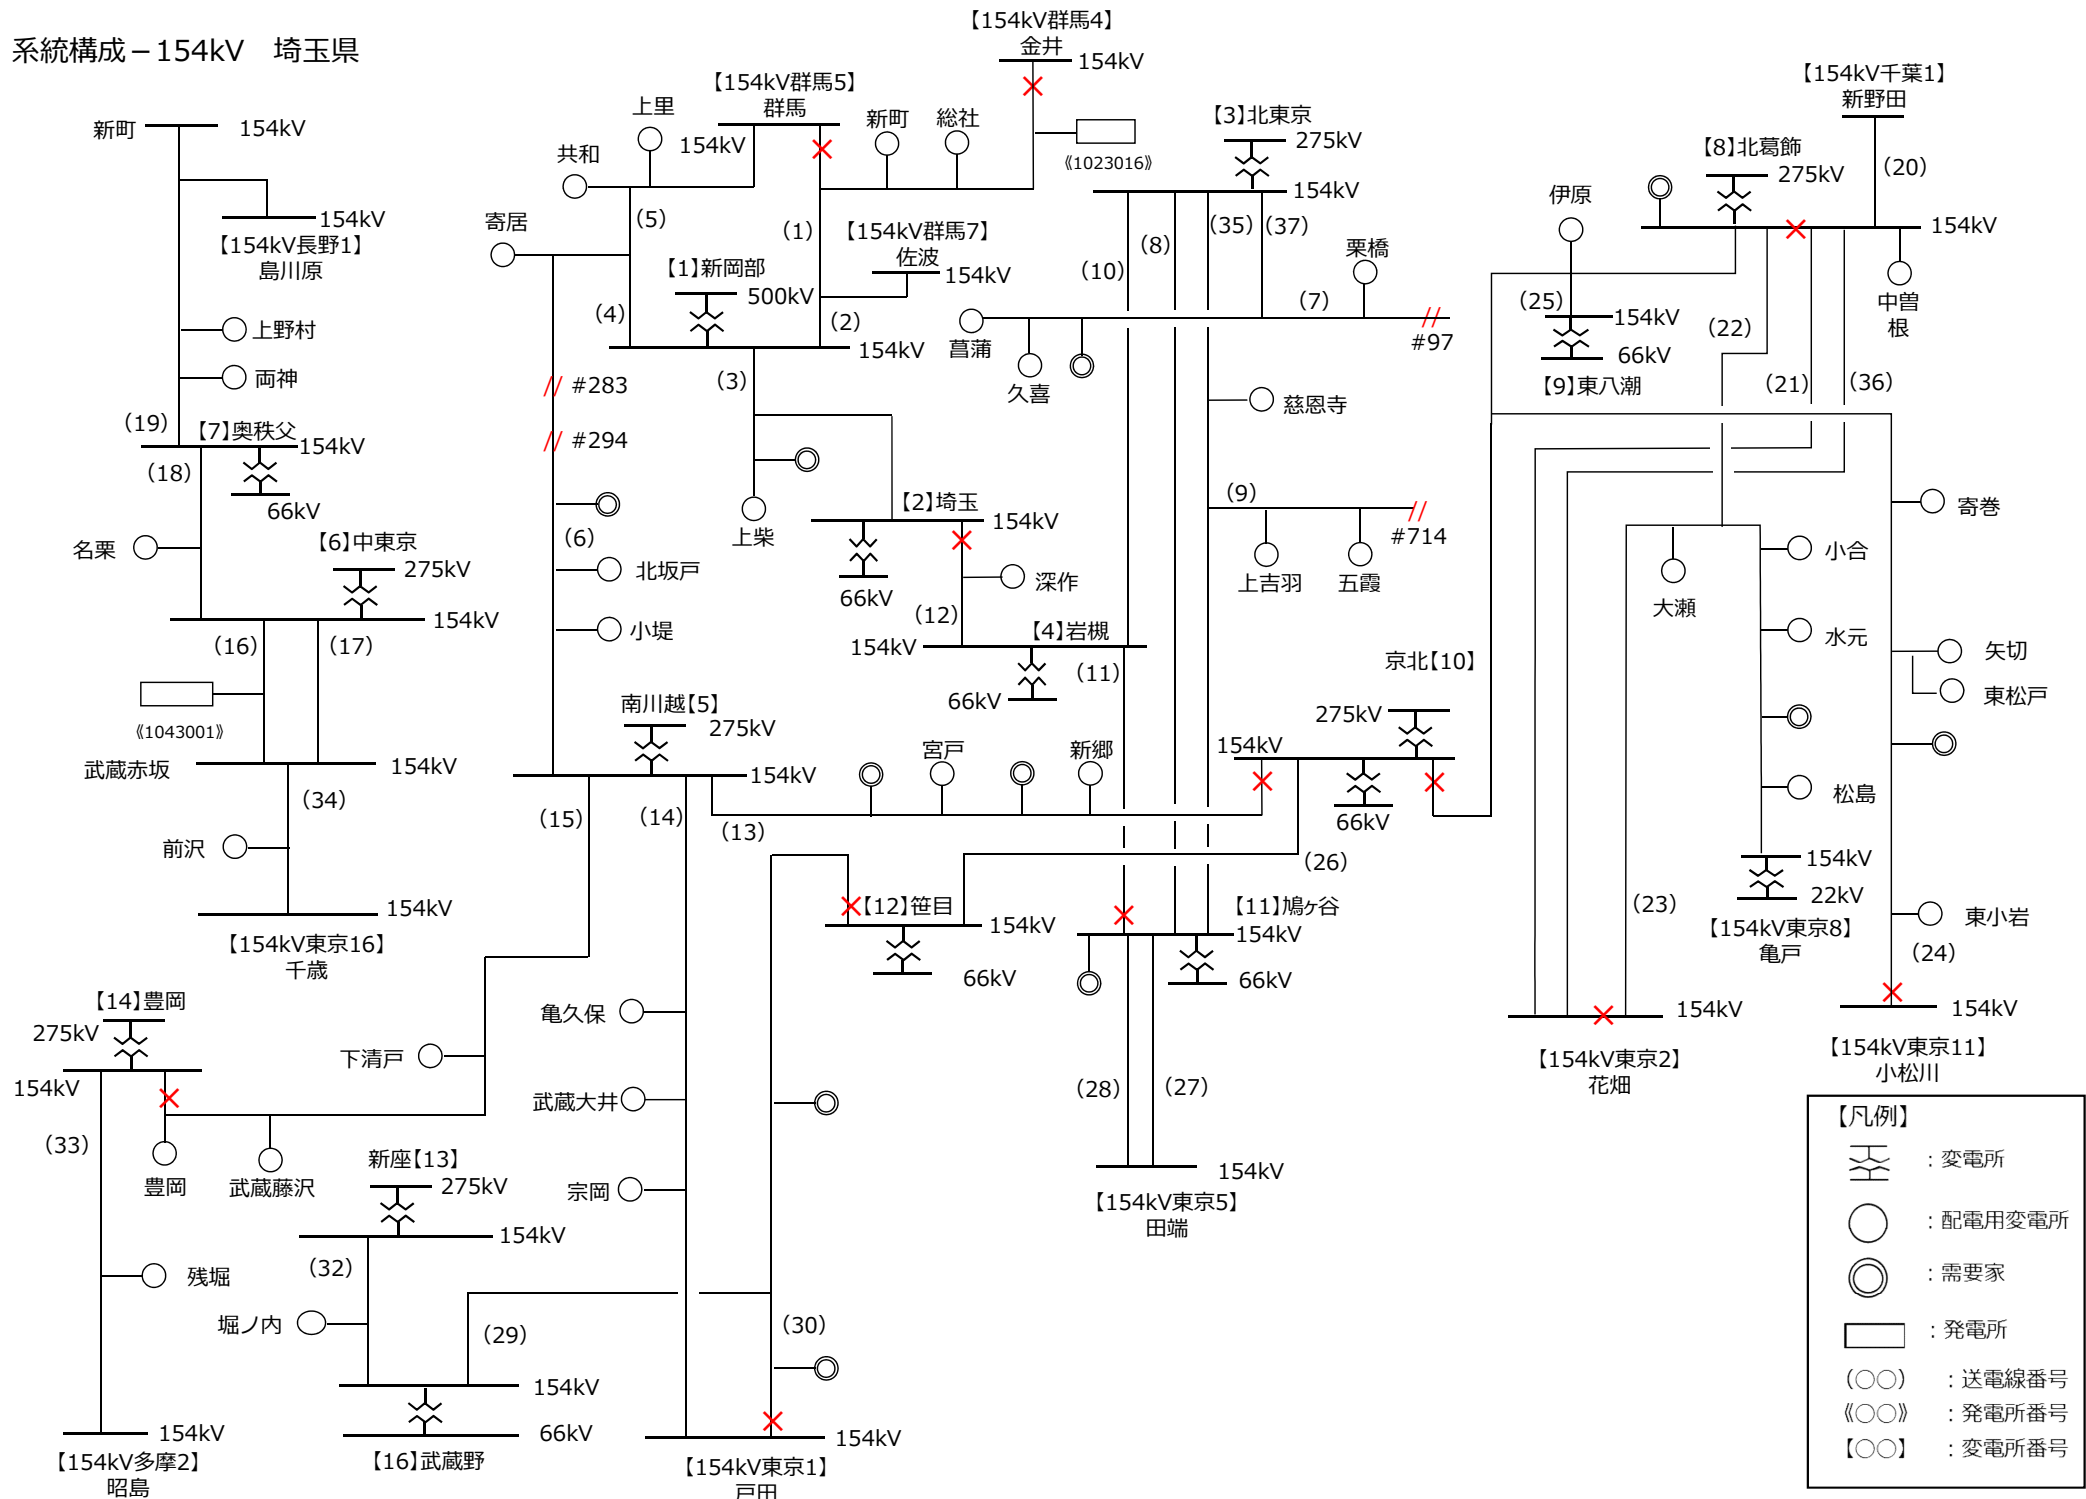 系統構成－154kV　埼玉県
【154kV群馬4】
金井
154kV
【154kV群馬5】
群馬
154kV
上里
共和
新町
総社
《1023016》
【3】北東京
275kV
154kV
【154kV千葉1】
新野田
【8】北葛飾
275kV
(20)
154kV
中曽
根
新町
154kV
154kV
【154kV長野1】
島川原
上野村
両神
(19)
【7】奥秩父
154kV
(18)
66kV
名栗
【6】中東京
275kV
154kV
(16)
(17)
《1043001》
武蔵赤坂
154kV
(34)
前沢
154kV
【154kV東京16】
千歳
寄居
(5)
(4)
(1)
【154kV群馬7】
佐波
154kV
【1】新岡部
500kV
(2)
154kV
(3)
#283
#294
(6)
北坂戸
小堤
上柴
【2】埼玉
154kV
66kV
深作
(12)
【4】岩槻
154kV
66kV
(11)
(10)
(8)
(35)
(37)
栗橋
(7)
#97
菖蒲
久喜
慈恩寺
(9)
#714
上吉羽
五霞
伊原
(25)
154kV
66kV
【9】東八潮
(22)
(21)
(36)
寄巻
小合
大瀬
水元
矢切
東松戸
松島
154kV
22kV
【154kV東京8】
亀戸
(23)
東小岩
(24)
154kV
【154kV東京2】
花畑
154kV
【154kV東京11】
小松川
京北【10】
275kV
154kV
66kV
南川越【5】
275kV
154kV
宮戸
新郷
(15)
(14)
(13)
(26)
【12】笹目
154kV
66kV
【11】鳩ヶ谷
154kV
66kV
(28)
(27)
154kV
【154kV東京5】
田端
【14】豊岡
275kV
154kV
(33)
豊岡
武蔵藤沢
下清戸
亀久保
武蔵大井
宗岡
新座【13】
275kV
154kV
(32)
堀ノ内
(29)
(30)
154kV
66kV
【16】武蔵野
残堀
154kV
【154kV多摩2】
昭島
154kV
【154kV東京1】
戸田
【凡例】
：変電所
：配電用変電所
：需要家
：発電所
(○○)　：送電線番号
《○○》　：発電所番号
【○○】　：変電所番号